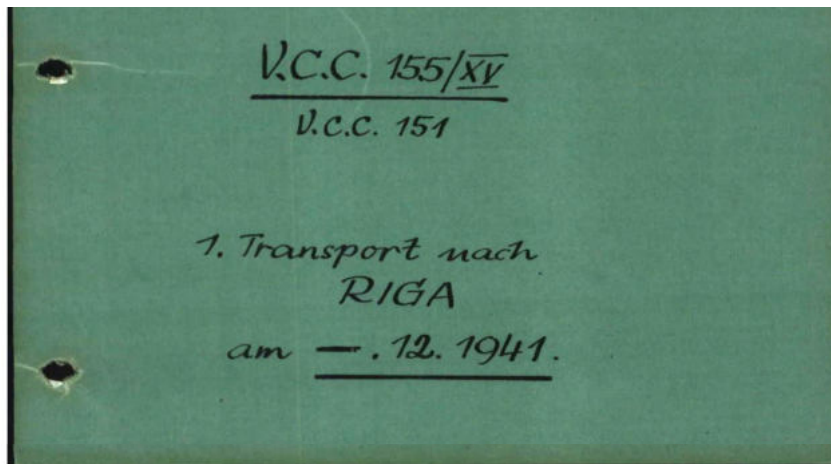 V.C.C. 155/XV
V.C.C. 151
1. Transport nach
RIGA
am —. 12. 1941.